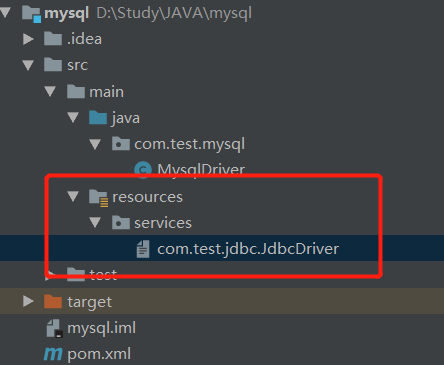 mysql D:\Study\JAVA\mysql
.idea
src
main
java
com.test.mysql
MysqlDriver
resources
services
com.test.jdbc.JdbcDriver
test
target
mysql.iml
pom.xml